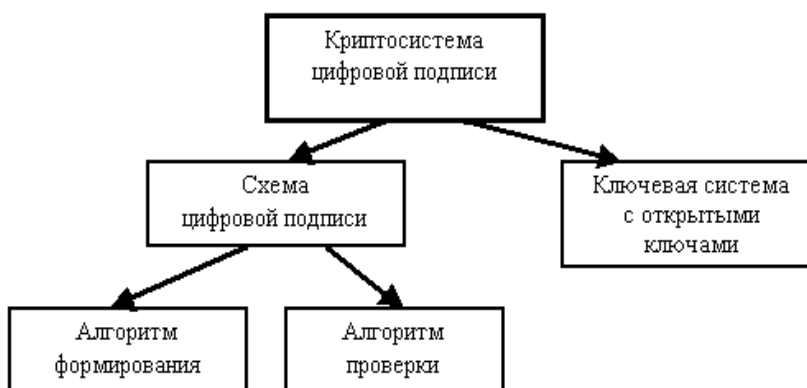 Криптосистема
цифровой подписи
Схема
цифровой подписи
Ключевая система
с открытыми
ключами
Алгоритм
формирования
Алгоритм
проверки